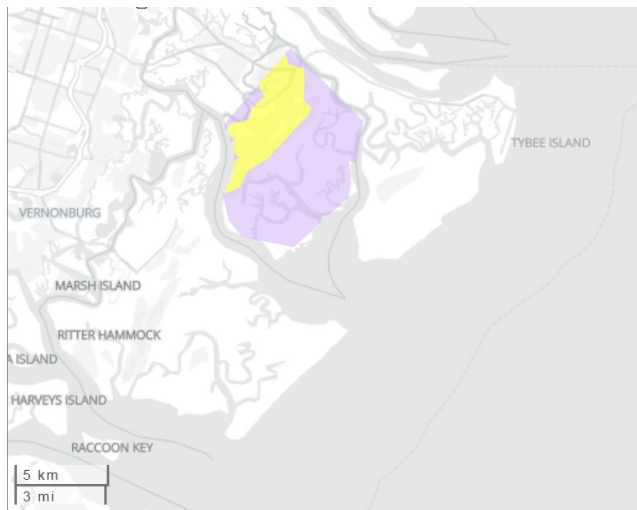 TYBEE ISLAND
VERNONBURG
MARSH ISLAND
RITTER HAMMOCK
A ISLAND
HARVEYS ISLAND
RACCOON KEY
5 km
3 mi